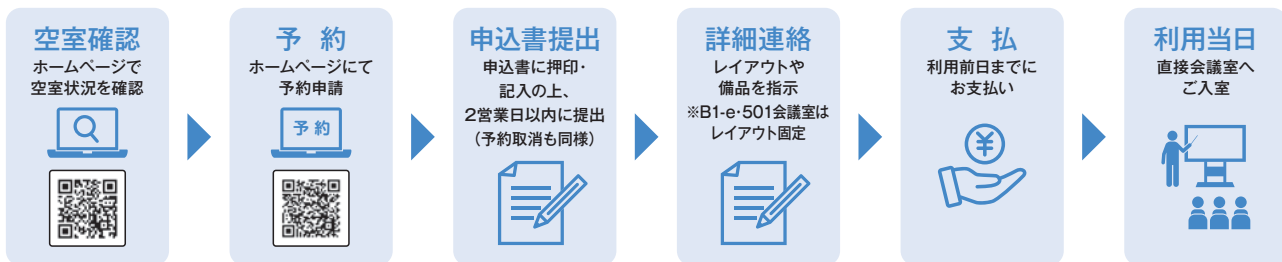 空室確認
ホームページで
空室状況を確認
予約
ホームページにて
予約申請
予約
申込書提出
申込書に押印・
記入の上、
2営業日以内に提出
(予約取消も同様)
詳細連絡
レイアウトや
備品を指示
※B1-e・501会議室は
レイアウト固定
支払
利用前日までに
お支払い
¥
利用当日
直接会議室へ
ご入室